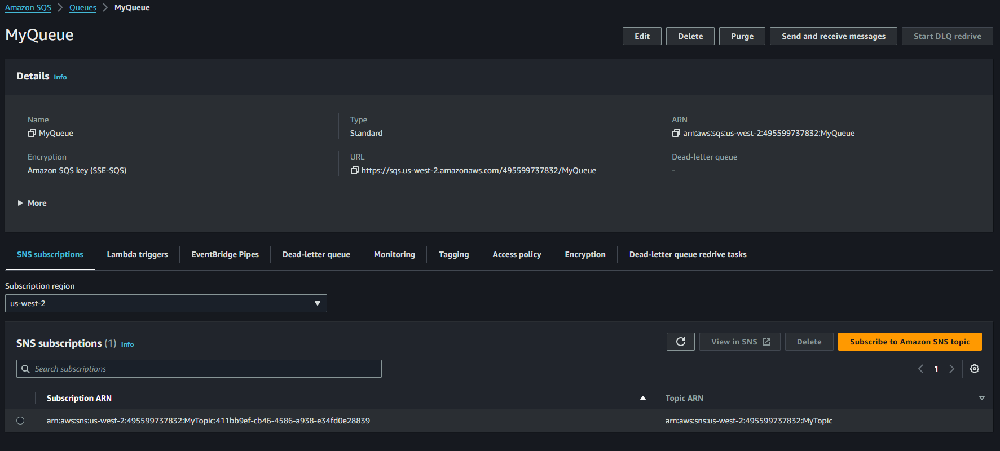 Amazon SQS > Queues > MyQueue
MyQueue
Edit
Delete
Purge
Send and receive messages
Start DLQ redrive
Details Info
Name
MyQueue
Type
Standard
ARN
arn:aws:sqs:us-west-2:495599737832:MyQueue
Encryption
Amazon SQS key (SSE-SQS)
URL
https://sqs.us-west-2.amazonaws.com/495599737832/MyQueue
Dead-letter queue
-
More
SNS subscriptions
Lambda triggers
EventBridge Pipes
Dead-letter queue
Monitoring
Tagging
Access policy
Encryption
Dead-letter queue redrive tasks
Subscription region
us-west-2
SNS subscriptions (1) Info
View in SNS
Delete
Subscribe to Amazon SNS topic
Search subscriptions
1
Subscription ARN
Topic ARN
arn:aws:sns:us-west-2:495599737832:MyTopic:411bb9ef-cb46-4586-a938-e34fd0e28839
arn:aws:sns:us-west-2:495599737832:MyTopic